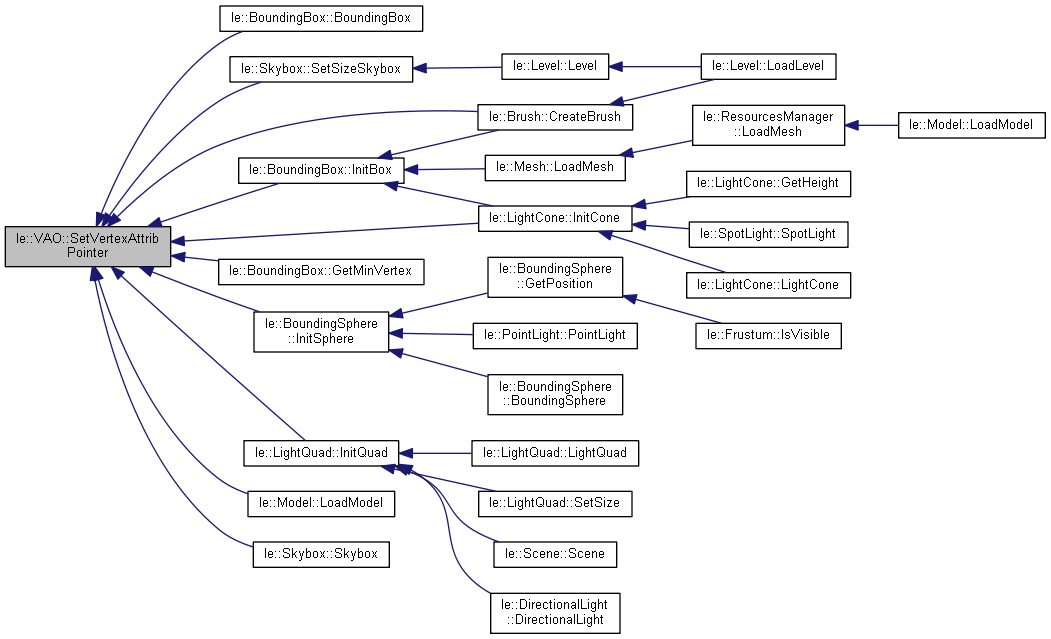 le::BoundingBox::BoundingBox
le::Skybox::SetSizeSkybox
le::Level::Level
le::Level::LoadLevel
le::Brush::CreateBrush
le::ResourcesManager
::LoadMesh
le::Model::LoadModel
le::BoundingBox::InitBox
le::Mesh::LoadMesh
le::LightCone::GetHeight
le::LightCone::InitCone
le::SpotLight::SpotLight
le::VAO::SetVertexAttrib
Pointer
le::BoundingBox::GetMinVertex
le::BoundingSphere
::GetPosition
le::LightCone::LightCone
le::BoundingSphere
::InitSphere
le::PointLight::PointLight
le::Frustum::IsVisible
le::BoundingSphere
::BoundingSphere
le::LightQuad::InitQuad
le::LightQuad::LightQuad
le::Model::LoadModel
le::LightQuad::SetSize
le::Skybox::Skybox
le::Scene::Scene
le::DirectionalLight
::DirectionalLight